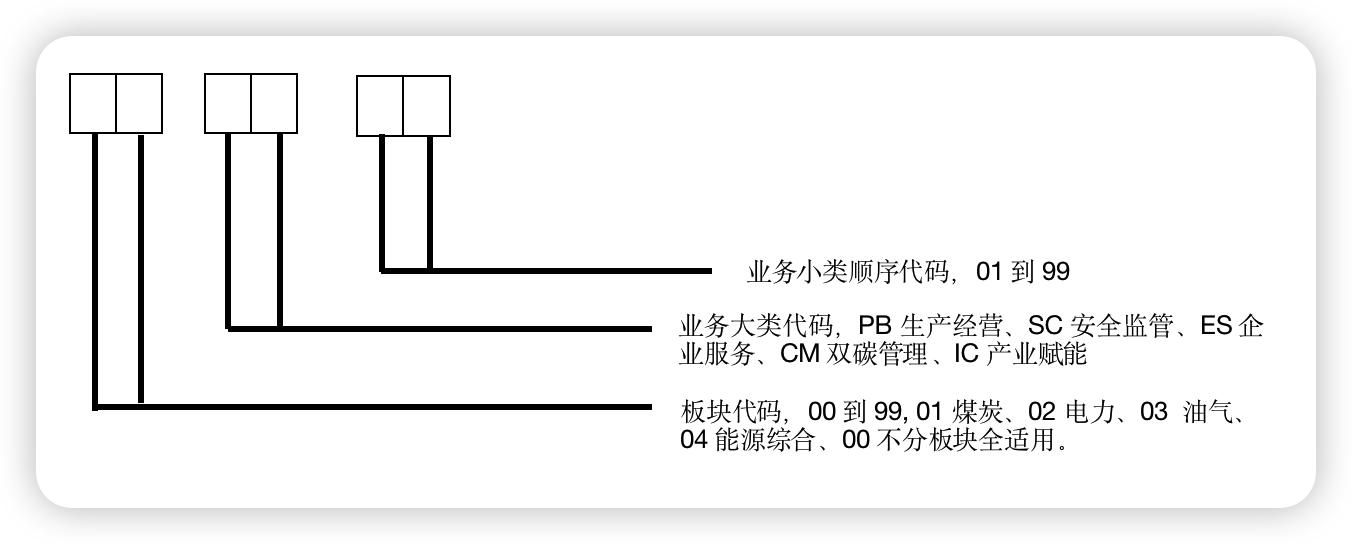 业务小类顺序代码，01 到 99
业务大类代码，PB 生产经营、SC 安全监管、ES 企
业服务、CM 双碳管理、IC 产业赋能
板块代码，00 到 99, 01 煤炭、02 电力、03 油气、
04 能源综合、00 不分板块全适用。